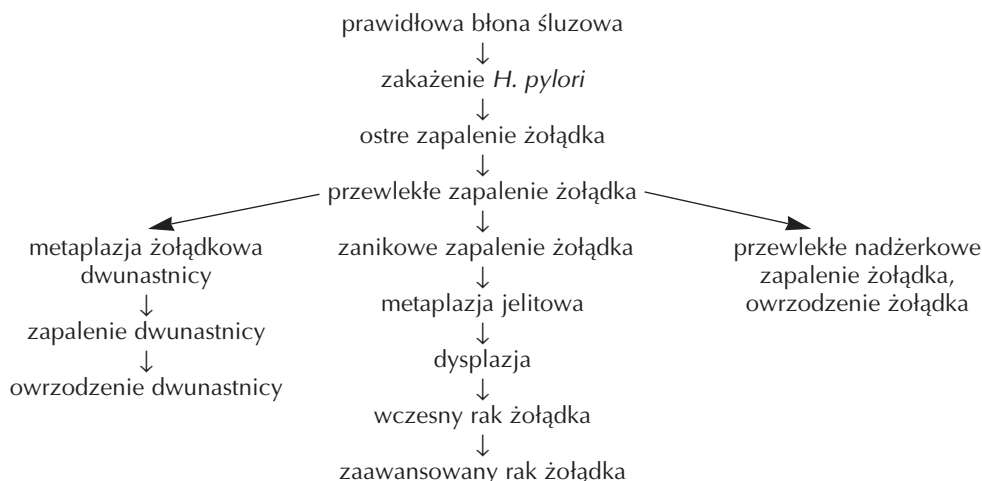 prawidłowa błona śluzowa
↓
zakażenie H. pylori
↓
ostre zapalenie żołądka
↓
przewlekłe zapalenie żołądka
↓
metaplazja żołądkowa
dwunastnicy
↓
zapalenie dwunastnicy
↓
owrzodzenie dwunastnicy
zanikowe zapalenie żołądka
↓
metaplazja jelitowa
↓
dysplazja
↓
wczesny rak żołądka
↓
zaawansowany rak żołądka
przewlekłe nadżerkowe
zapalenie żołądka,
owrzodzenie żołądka